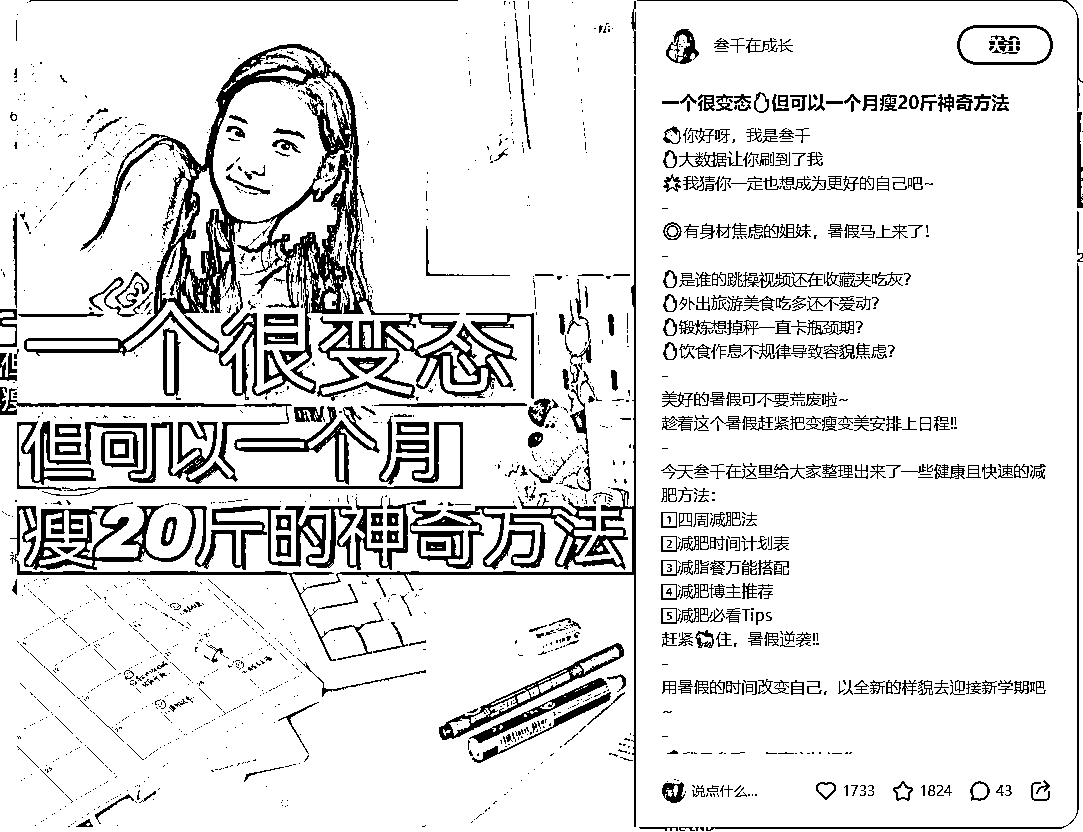 一个很变态
但可以一个月
瘦20斤的神奇方法
叁千在成长
关注
一个很变态🔥但可以一个月瘦20斤神奇方法
你好呀，我是叁千
大数据让你刷到了我
我猜你一定也想成为更好的自己吧~
-
有身材焦虑的姐妹，暑假马上来了！
-
是谁的跳操视频还在收藏夹吃灰？
外出旅游美食吃多还不爱动？
锻炼想掉秤一直卡瓶颈期？
饮食作息不规律导致容貌焦虑？
-
美好的暑假可不要荒废啦~
趁着这个暑假赶紧把变瘦变美安排上日程‼
-
今天叁千在这里给大家整理出来了一些健康且快速的减
肥方法：
1️⃣四周减肥法
2️⃣减肥时间计划表
3️⃣减脂餐万能搭配
4️⃣减肥博主推荐
5️⃣减肥必看Tips
赶紧🐴住，暑假逆袭‼
-
用暑假的时间改变自己，以全新的样貌去迎接新学期吧
~
-
说点什么...
1733
1824
43